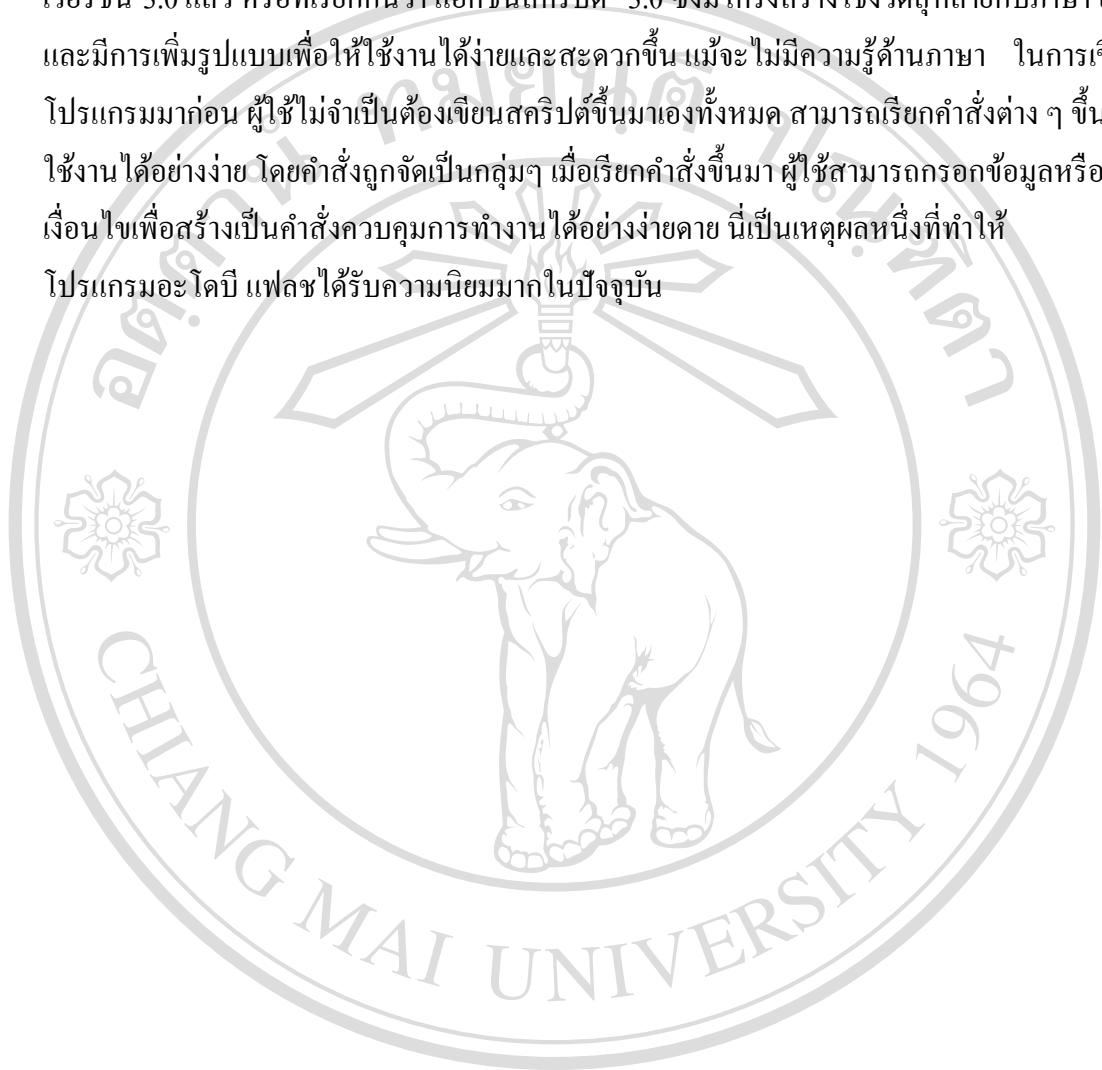 และมีการเพิ่มรูปแบบเพื่อให้ใช้งานได้ง่ายและสะดวกขึ้น แม้จะไม่มีความรู้ด้านภาษา ในการเ
โปรแกรมมาก่อน ผู้ใช้ไม่จำเป็นต้องเขียนสคริปต์ขึ้นมาเองทั้งหมด สามารถเรียกคำสั่งต่าง ๆ ขึ้น
ใช้งานได้อย่างง่าย โดยคำสั่งถูกจัดเป็นกลุ่มๆ เมื่อเรียกคำสั่งขึ้นมา ผู้ใช้สามารถกรอกข้อมูลหรือ
เงื่อนไขเพื่อสร้างเป็นคำสั่งควบคุมการทำงานได้อย่างง่ายดาย นี่เป็นเหตุผลหนึ่งที่ทำให้
โปรแกรมอะโดบี แฟลชได้รับความนิยมมากในปัจจุบัน
CHIANG MAI UNIVERSITY 1964